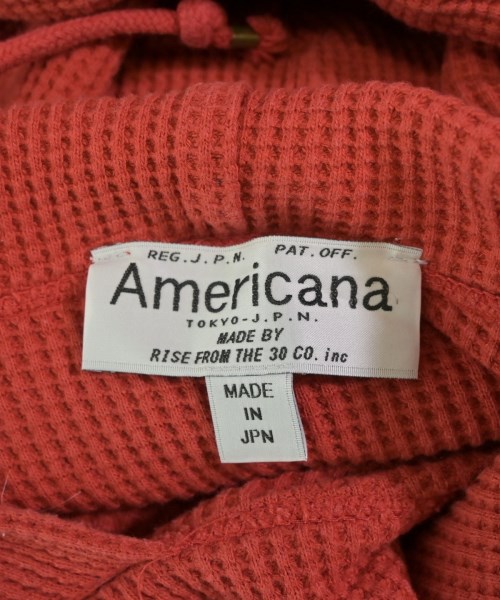 REG.J.P.N. PAT.OFF.
Americana
TOKYO-J.P.N.
MADE BY
RISE FROM THE 30 CO. inc
MADE
IN
JPN